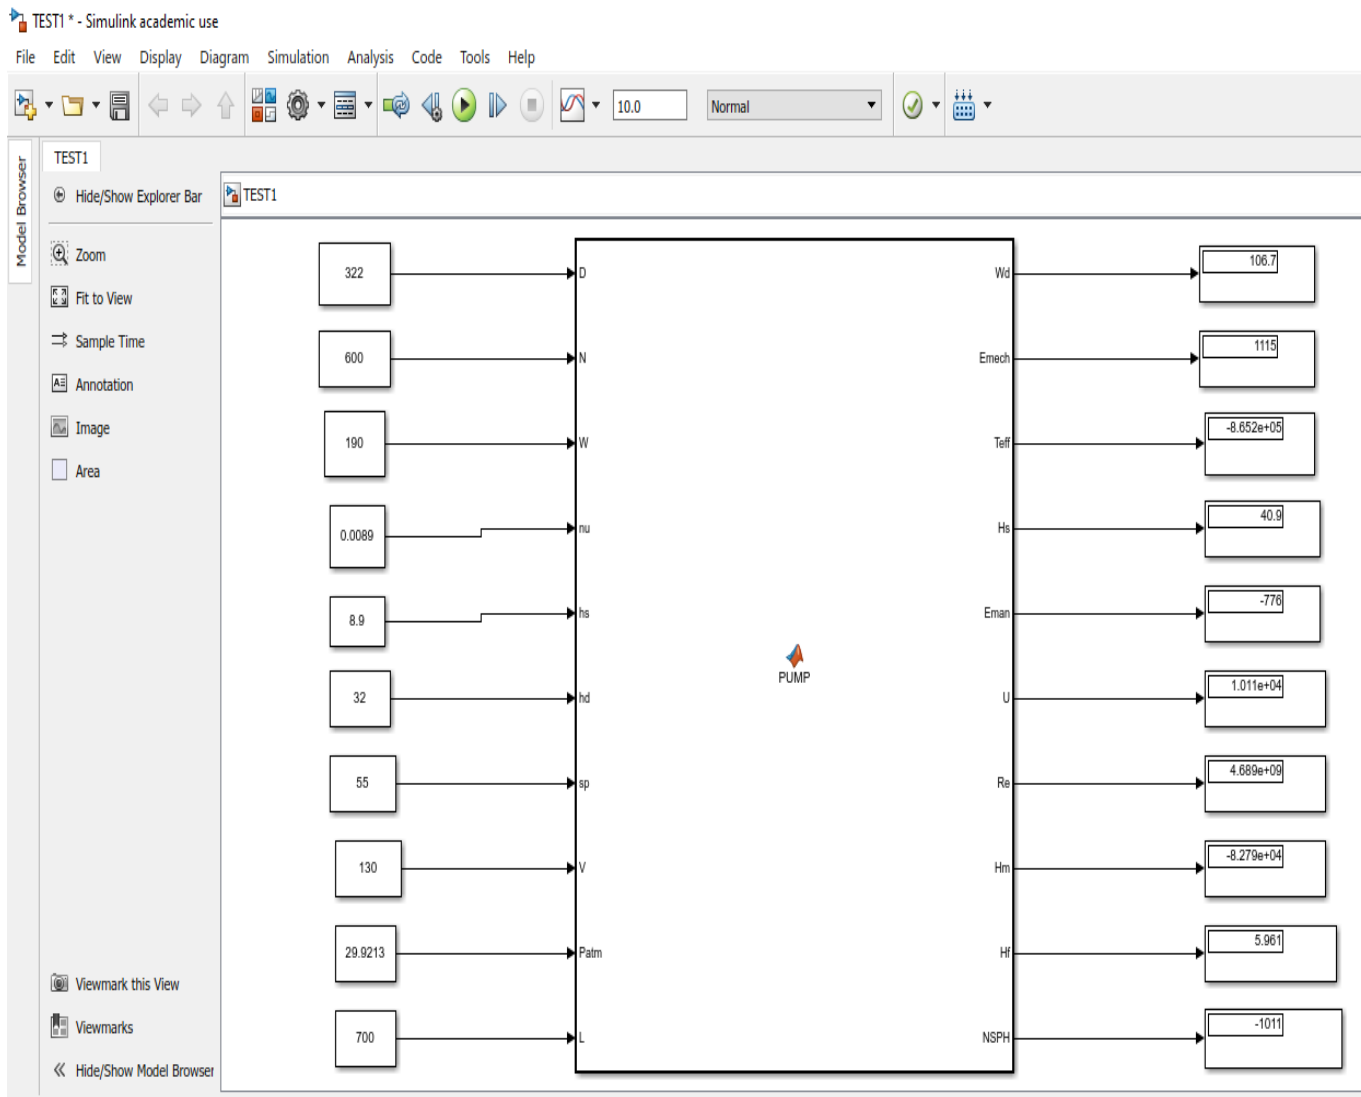 TEST1 * - Simulink academic use
File Edit View Display Diagram Simulation Analysis Code Tools Help
10.0 Normal
Model Browser
TEST1
Hide/Show Explorer Bar
TEST1
Zoom
Fit to View
Sample Time
Annotation
Image
Area
Viewmark this View
Viewmarks
Hide/Show Model Browser
322 D Wd 106.7
600 N Emech 1115
190 W Teff -8.652e+05
0.0089 nu Hs 40.9
8.9 hs Eman -776
PUMP
32 hd U 1.011e+04
55 sp Re 4.689e+09
130 V Hm -8.279e+04
29.9213 Patm Hf 5.961
700 L NSPH -1011